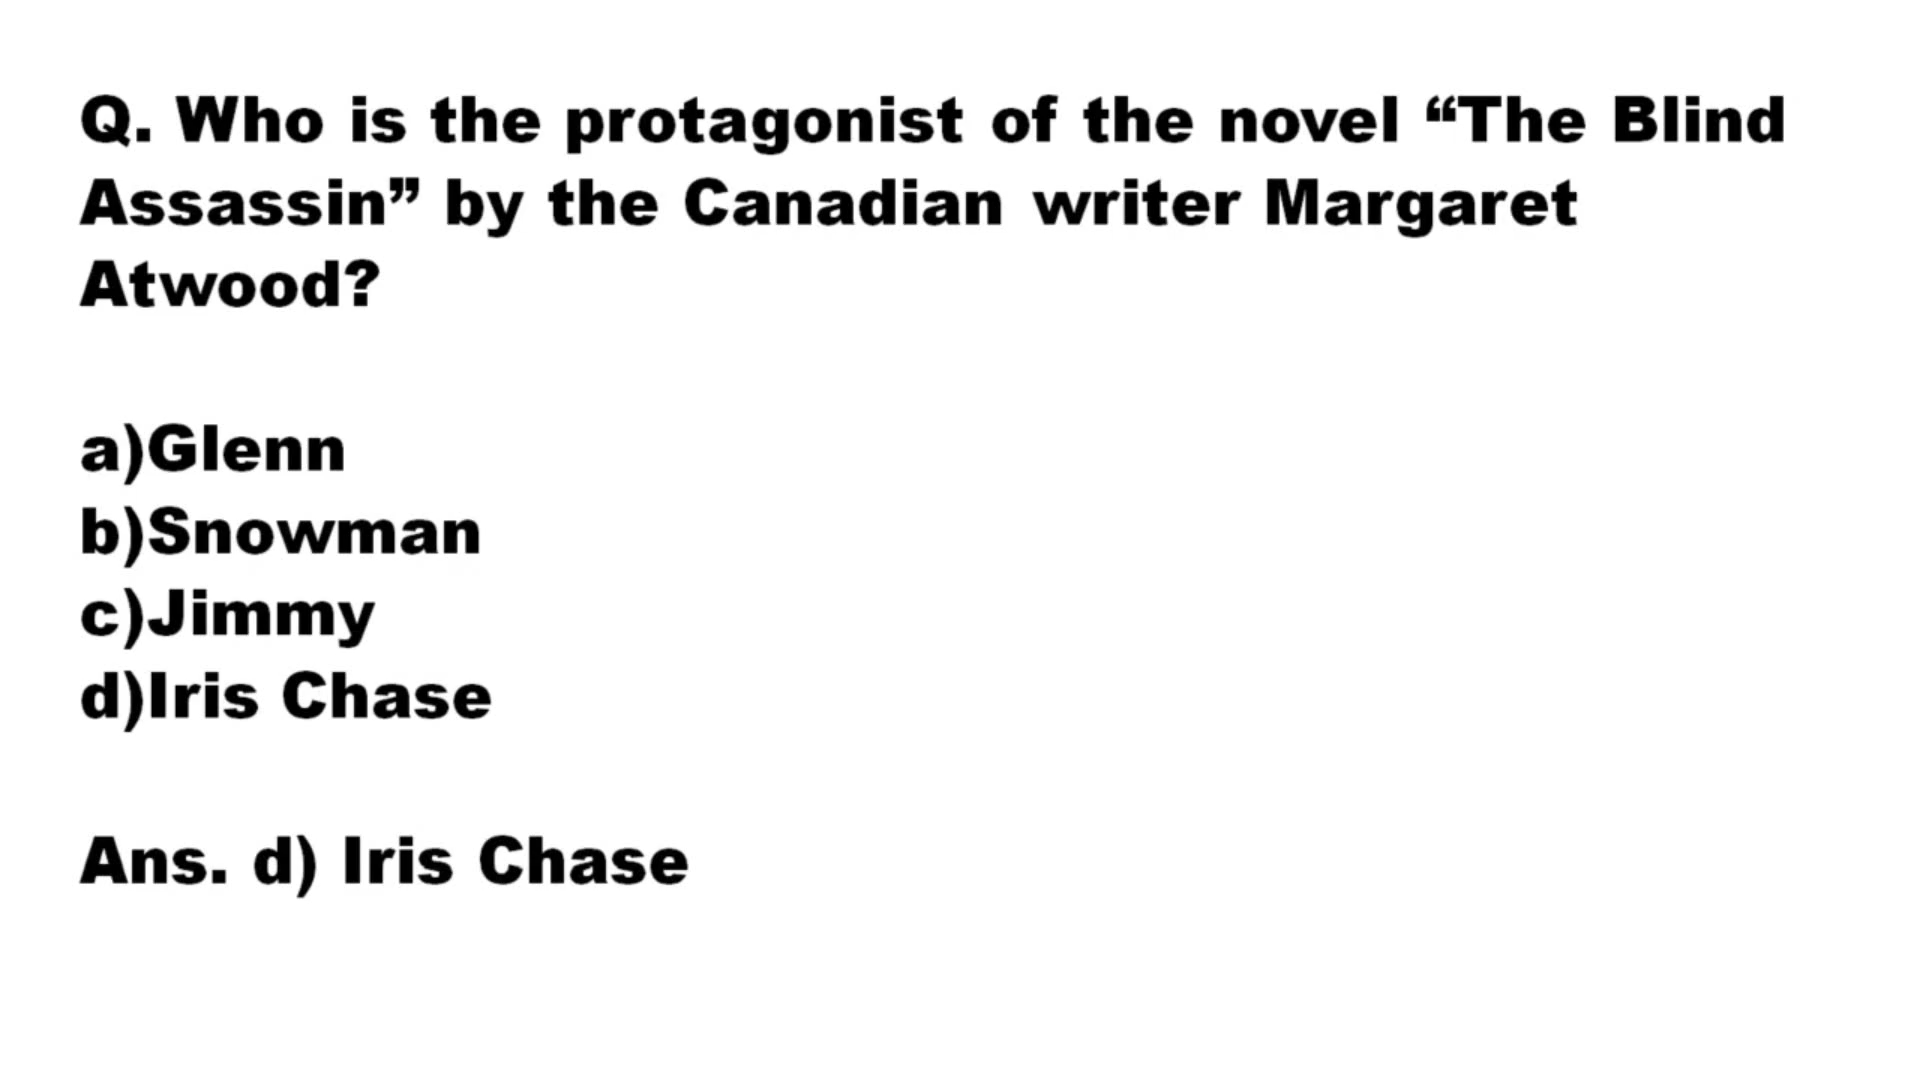 Q. Who is the protagonist of the novel “The Blind
Assassin” by the Canadian writer Margaret
Atwood?
a)Glenn
b)Snowman
c)Jimmy
d)Iris Chase
Ans. d) Iris Chase